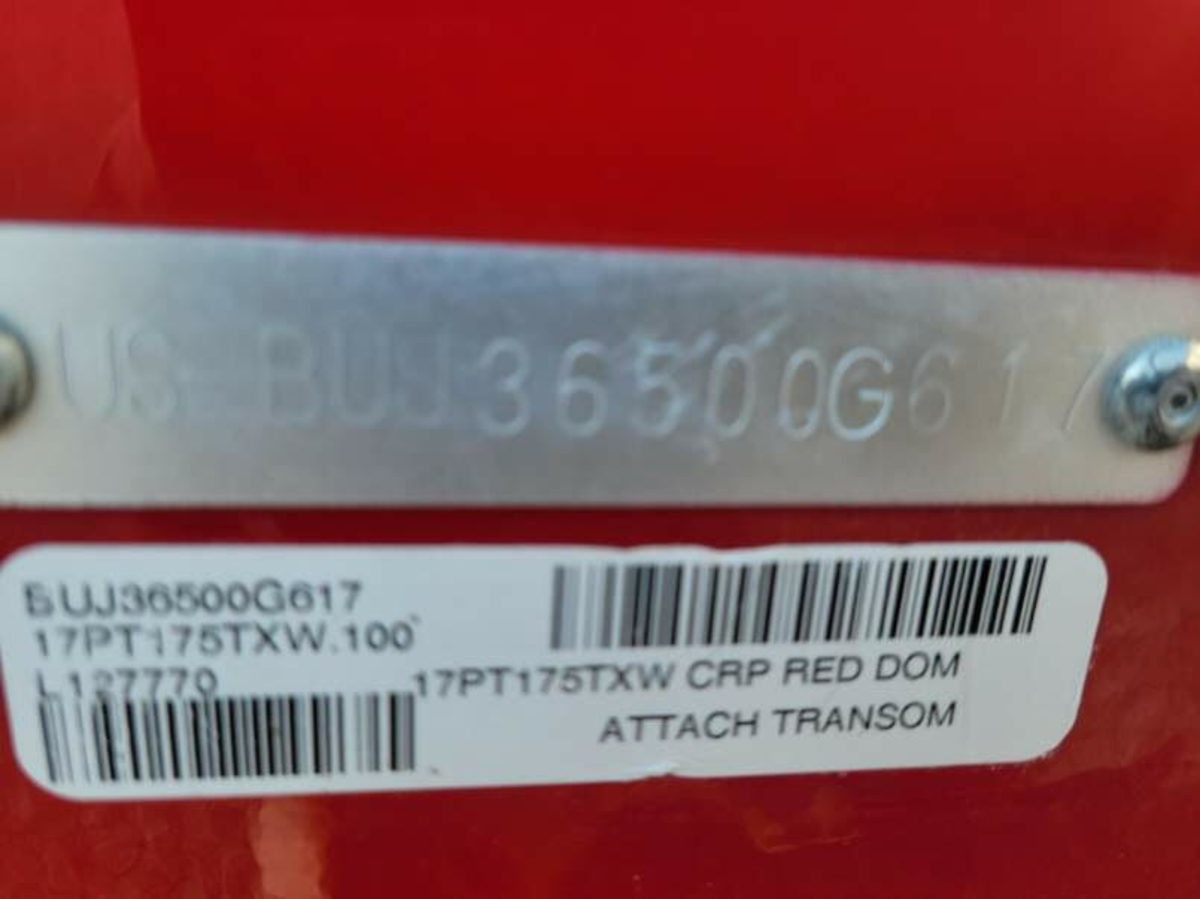 US-BUJ36500G617
BUJ36500G617
17PT175TXW.100
L127770
17PT175TXW CRP RED DOM
ATTACH TRANSOM